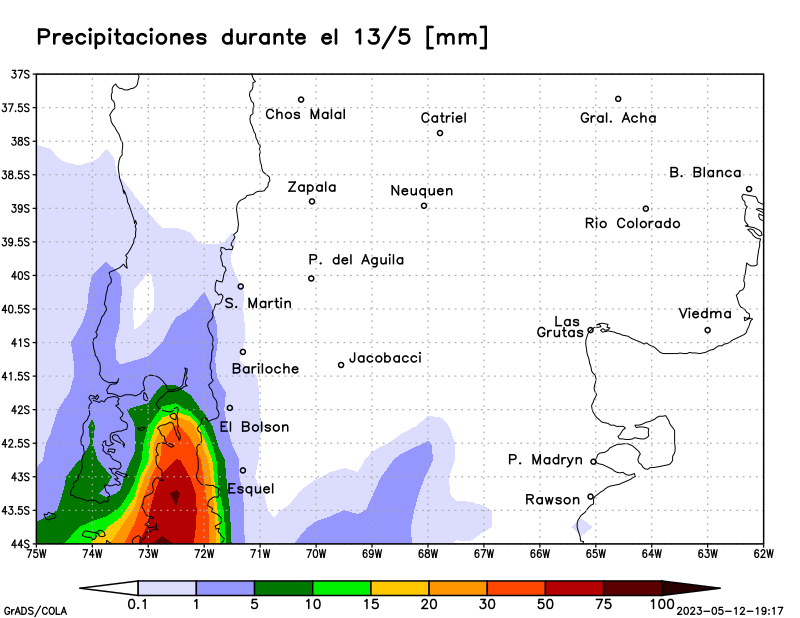 Precipitaciones durante el 13/5 [mm]
37S
37.5S
38S
38.5S
39S
39.5S
40S
40.5S
41S
41.5S
42S
42.5S
43S
43.5S
44S
Chos Malal
Catriel
Gral. Acha
B. Blanca
Zapala
Neuquen
Rio Colorado
P. del Aguila
S. Martin
Viedma
Las
Grutas
Jacobacci
Bariloche
El Bolson
P. Madryn
Esquel
Rawson
75W 74W 73W 72W 71W 70W 69W 68W 67W 66W 65W 64W 63W 62W
0.1 1 5 10 15 20 30 50 75 100
GrADS/COLA
2023-05-12-19:17